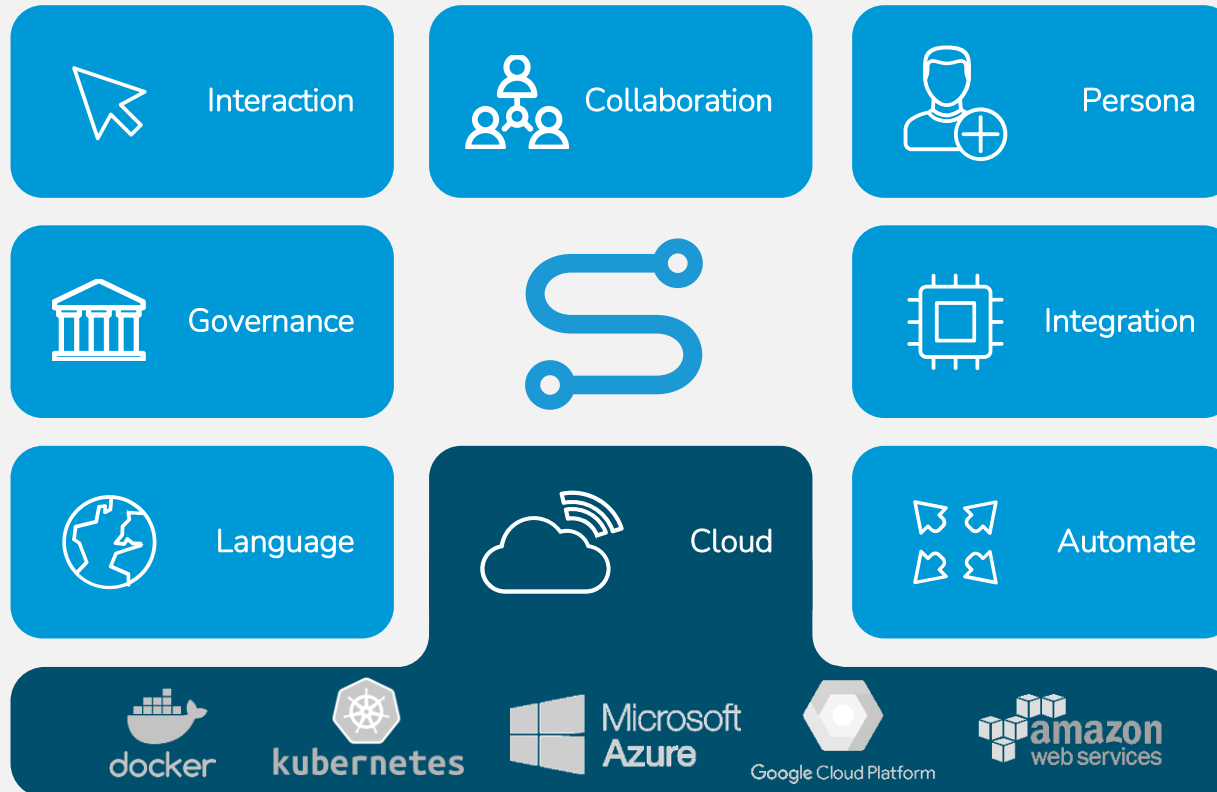 Interaction
Collaboration
Persona
Governance
Integration
Language
Cloud
Automate
docker
kubernetes
Microsoft
Azure
Google Cloud Platform
amazon
web services